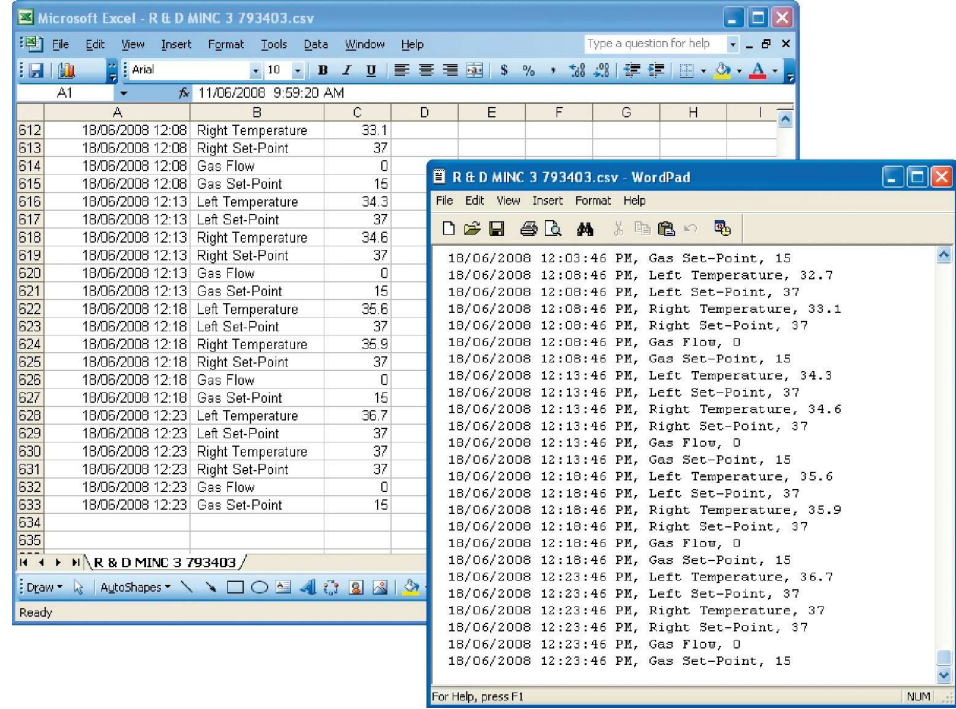 Microsoft Excel - R & D MINC 3 793403.csv
File Edit View Insert Format Tools Data Window Help Type a question for help
Arial 10 B I U $ % ,
A1 fx 11/06/2008 9:59:20 AM
A B C D E F G H I
612 18/06/2008 12:08 Right Temperature 33.1
613 18/06/2008 12:08 Right Set-Point 37
614 18/06/2008 12:08 Gas Flow 0
615 18/06/2008 12:08 Gas Set-Point 15
616 18/06/2008 12:13 Left Temperature 34.3
617 18/06/2008 12:13 Left Set-Point 37
618 18/06/2008 12:13 Right Temperature 34.6
619 18/06/2008 12:13 Right Set-Point 37
620 18/06/2008 12:13 Gas Flow 0
621 18/06/2008 12:13 Gas Set-Point 15
622 18/06/2008 12:18 Left Temperature 35.6
623 18/06/2008 12:18 Left Set-Point 37
624 18/06/2008 12:18 Right Temperature 35.9
625 18/06/2008 12:18 Right Set-Point 37
626 18/06/2008 12:18 Gas Flow 0
627 18/06/2008 12:18 Gas Set-Point 15
628 18/06/2008 12:23 Left Temperature 36.7
629 18/06/2008 12:23 Left Set-Point 37
630 18/06/2008 12:23 Right Temperature 37
631 18/06/2008 12:23 Right Set-Point 37
632 18/06/2008 12:23 Gas Flow 0
633 18/06/2008 12:23 Gas Set-Point 15
634
635
R & D MINC 3 793403
Draw AutoShapes
Ready
R & D MINC 3 793403.csv - WordPad
File Edit View Insert Format Help
18/06/2008 12:03:46 PM, Gas Set-Point, 15
18/06/2008 12:08:46 PM, Left Temperature, 32.7
18/06/2008 12:08:46 PM, Left Set-Point, 37
18/06/2008 12:08:46 PM, Right Temperature, 33.1
18/06/2008 12:08:46 PM, Right Set-Point, 37
18/06/2008 12:08:46 PM, Gas Flow, 0
18/06/2008 12:08:46 PM, Gas Set-Point, 15
18/06/2008 12:13:46 PM, Left Temperature, 34.3
18/06/2008 12:13:46 PM, Left Set-Point, 37
18/06/2008 12:13:46 PM, Right Temperature, 34.6
18/06/2008 12:13:46 PM, Right Set-Point, 37
18/06/2008 12:13:46 PM, Gas Flow, 0
18/06/2008 12:13:46 PM, Gas Set-Point, 15
18/06/2008 12:18:46 PM, Left Temperature, 35.6
18/06/2008 12:18:46 PM, Left Set-Point, 37
18/06/2008 12:18:46 PM, Right Temperature, 35.9
18/06/2008 12:18:46 PM, Right Set-Point, 37
18/06/2008 12:18:46 PM, Gas Flow, 0
18/06/2008 12:18:46 PM, Gas Set-Point, 15
18/06/2008 12:23:46 PM, Left Temperature, 36.7
18/06/2008 12:23:46 PM, Left Set-Point, 37
18/06/2008 12:23:46 PM, Right Temperature, 37
18/06/2008 12:23:46 PM, Right Set-Point, 37
18/06/2008 12:23:46 PM, Gas Flow, 0
18/06/2008 12:23:46 PM, Gas Set-Point, 15
For Help, press F1 NUM